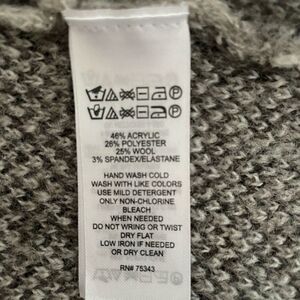 46% ACRYLIC
26% POLYESTER
25% WOOL
3% SPANDEX/ELASTANE
HAND WASH COLD
WASH WITH LIKE COLORS
USE MILD DETERGENT
ONLY NON-CHLORINE
BLEACH
WHEN NEEDED
DO NOT WRING OR TWIST
DRY FLAT
LOW IRON IF NEEDED
OR DRY CLEAN
RN# 75343